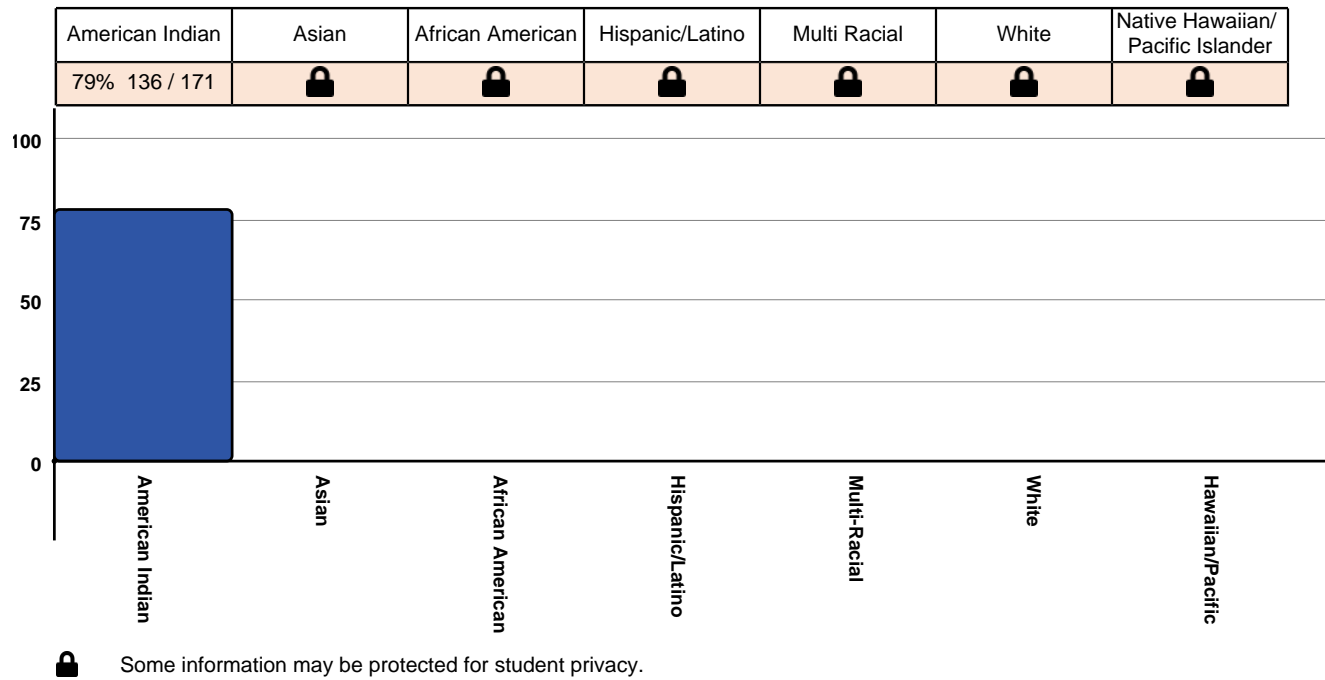 American Indian Asian African American Hispanic/Latino Multi Racial White Native Hawaiian/
Pacific Islander
79% 136 / 171
100
75
50
25
0
American Indian
Asian
African American
Hispanic/Latino
Multi-Racial
White
Hawaiian/Pacific
Some information may be protected for student privacy.